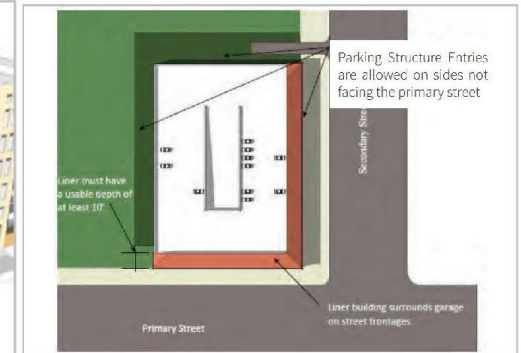 Parking Structure Entries
are allowed on sides not
facing the primary street
Secondary Street
Liner must have
a usable depth of
at least 10'
Liner building surrounds garage
on street frontages
Primary Street